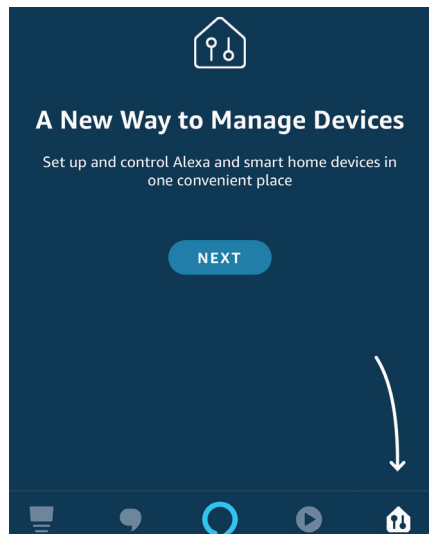 A New Way to Manage Devices
Set up and control Alexa and smart home devices in
one convenient place
NEXT